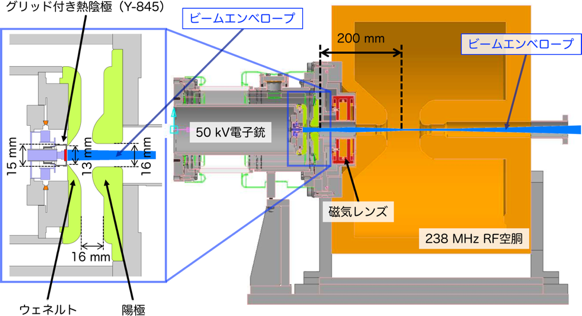 グリッド付き熱陰極（Y-845）
ビームエンベロープ
200 mm
ビームエンベロープ
50 kV電子銃
15 mm
13 mm
16 mm
16 mm
磁気レンズ
238 MHz RF空胴
ウェネルト
陽極